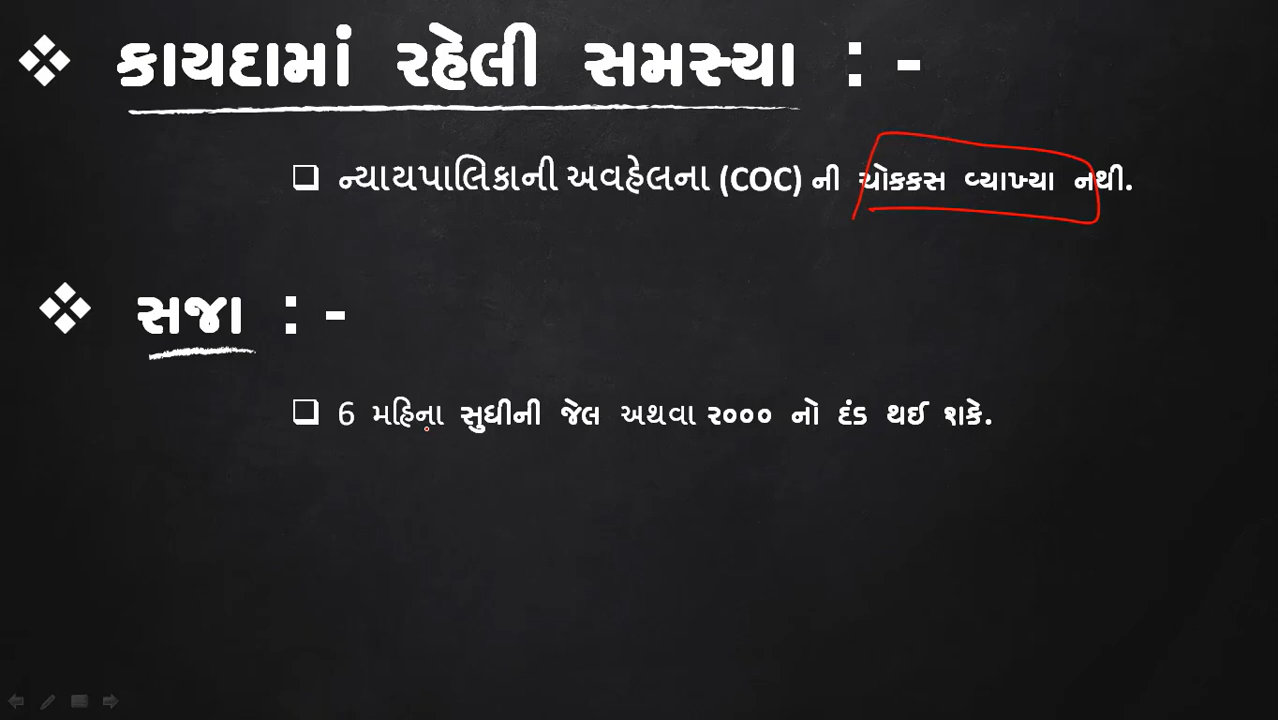 કાયદામાં રહેલી સમસ્યા : -
ન્યાયપાલિકાની અવહેલના (COC) ની ચોકકસ વ્યાખ્યા નથી.
સજા : -
6 મહિના સુધીની જેલ અથવા ૨૦૦૦ નો દંડ થઈ શકે.